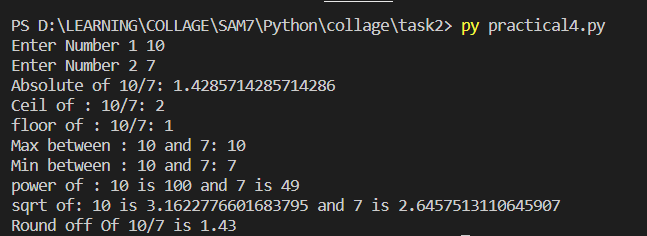 PS D:\LEARNING\COLLAGE\SAM7\Python\collage\task2> py practical4.py
Enter Number 1 10
Enter Number 2 7
Absolute of 10/7: 1.4285714285714286
Ceil of : 10/7: 2
floor of : 10/7: 1
Max between : 10 and 7: 10
Min between : 10 and 7: 7
power of : 10 is 100 and 7 is 49
sqrt of: 10 is 3.1622776601683795 and 7 is 2.6457513110645907
Round off Of 10/7 is 1.43